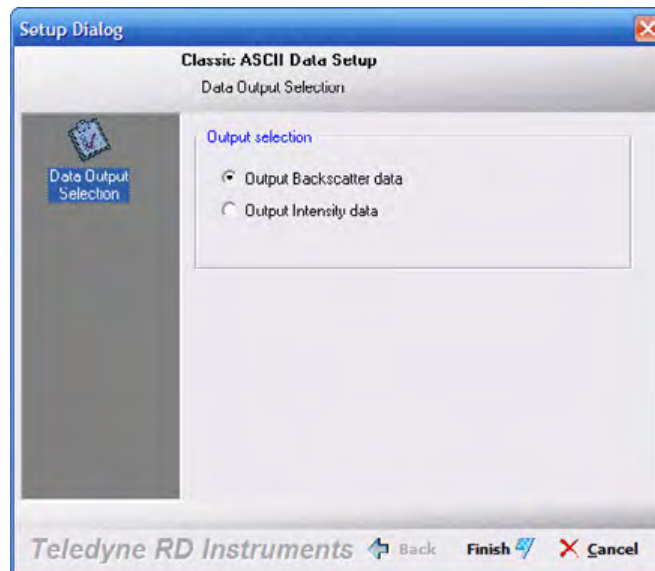 Setup Dialog
Classic ASCII Data Setup
Data Output Selection
Data Output
Selection
Output selection
Output Backscatter data
Output Intensity data
Teledyne RD Instruments
Back
Finish
Cancel